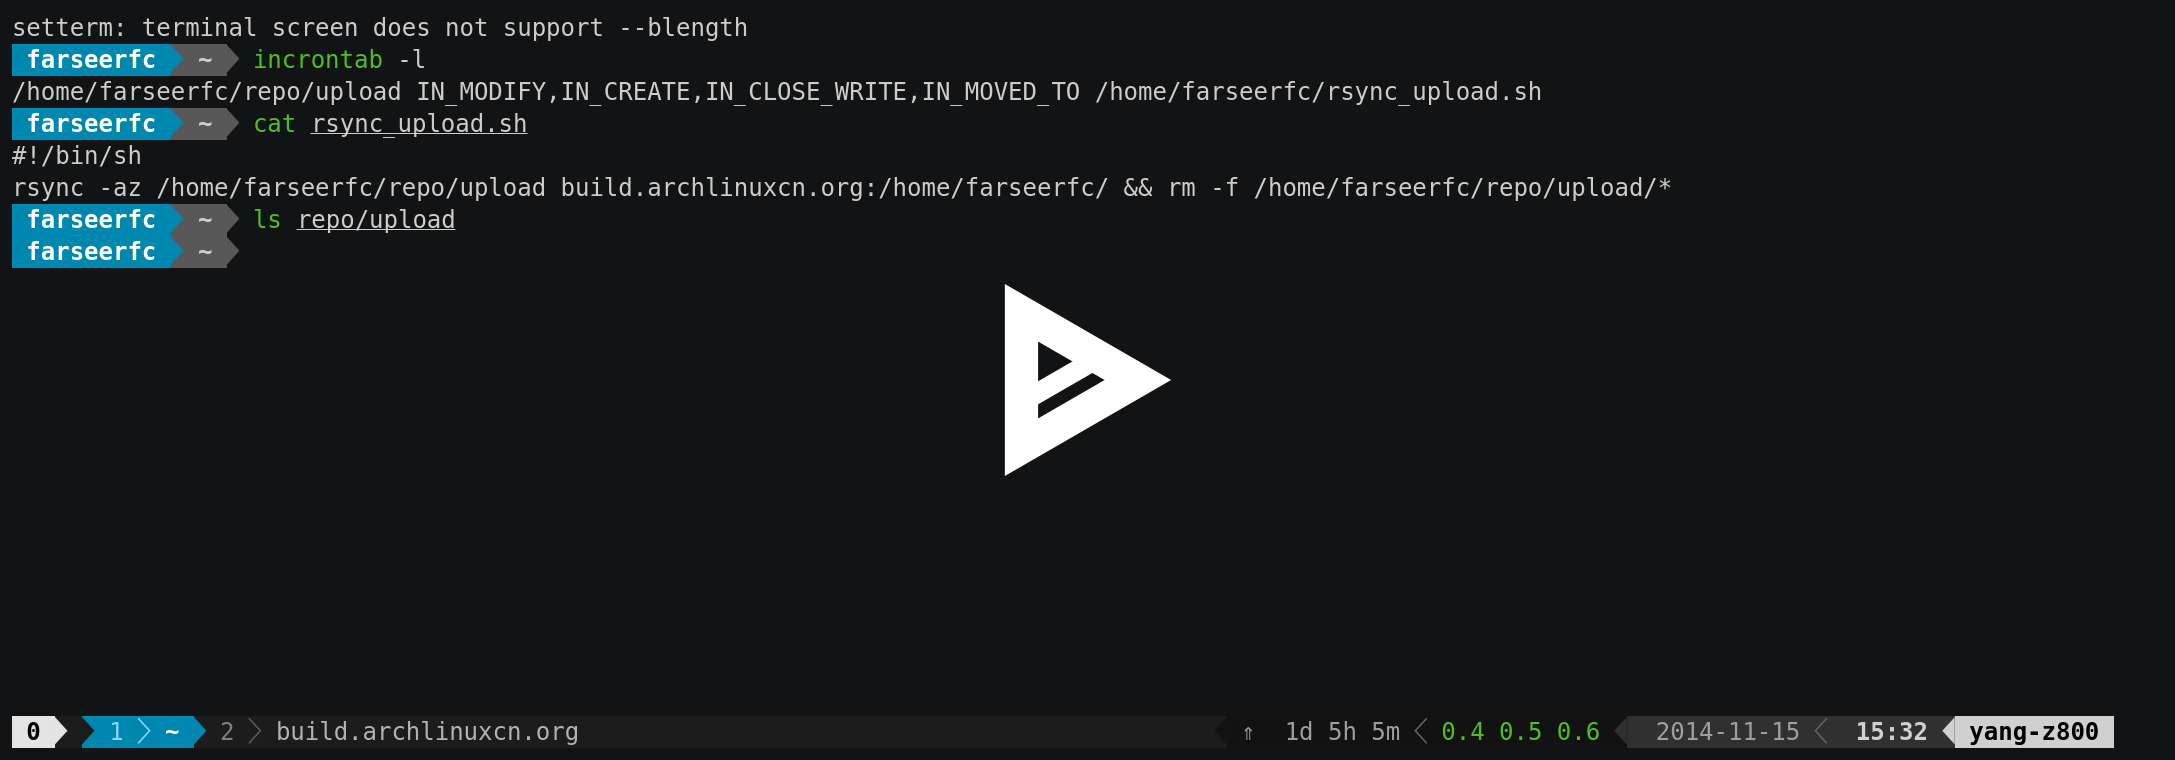 setterm: terminal screen does not support --blength
farseerfc ~ incrontab -l
/home/farseerfc/repo/upload IN_MODIFY,IN_CREATE,IN_CLOSE_WRITE,IN_MOVED_TO /home/farseerfc/rsync_upload.sh
farseerfc ~ cat rsync_upload.sh
#!/bin/sh
rsync -az /home/farseerfc/repo/upload build.archlinuxcn.org:/home/farseerfc/ && rm -f /home/farseerfc/repo/upload/*
farseerfc ~ ls repo/upload
farseerfc ~
0 1 ~ 2 build.archlinuxcn.org ⇑ 1d 5h 5m 0.4 0.5 0.6 2014-11-15 15:32 yang-z800